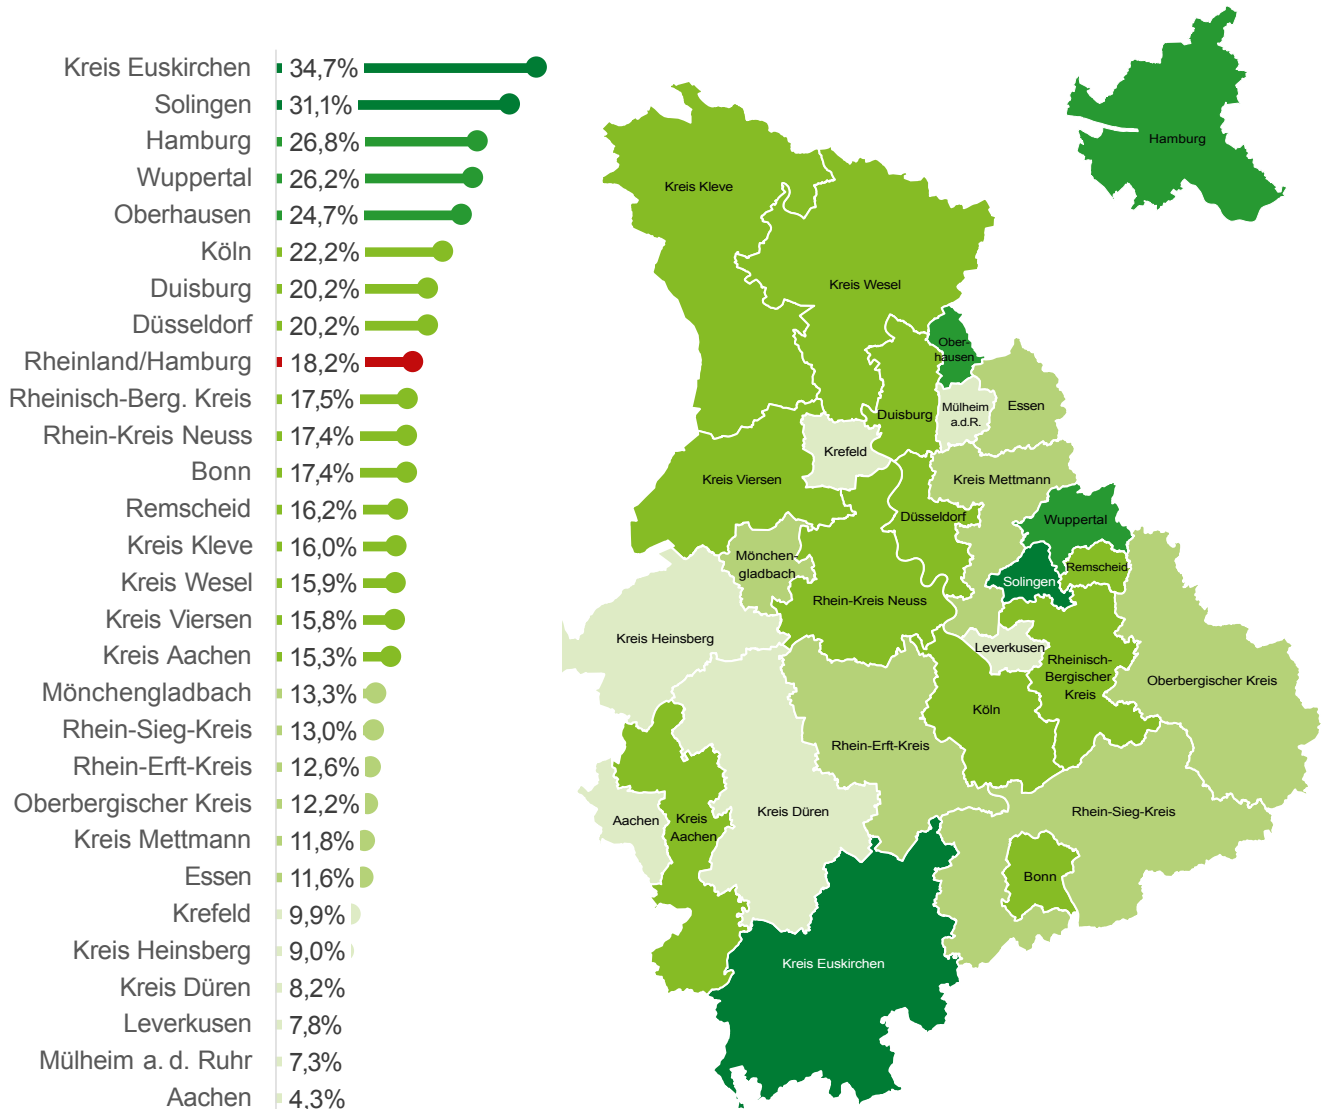 Kreis Euskirchen 34,7%
Solingen 31,1%
Hamburg 26,8%
Wuppertal 26,2%
Oberhausen 24,7%
Köln 22,2%
Duisburg 20,2%
Düsseldorf 20,2%
Rheinland/Hamburg 18,2%
Rheinisch-Berg. Kreis 17,5%
Rhein-Kreis Neuss 17,4%
Bonn 17,4%
Remscheid 16,2%
Kreis Kleve 16,0%
Kreis Wesel 15,9%
Kreis Viersen 15,8%
Kreis Aachen 15,3%
Mönchengladbach 13,3%
Rhein-Sieg-Kreis 13,0%
Rhein-Erft-Kreis 12,6%
Oberbergischer Kreis 12,2%
Kreis Mettmann 11,8%
Essen 11,6%
Krefeld 9,9%
Kreis Heinsberg 9,0%
Kreis Düren 8,2%
Leverkusen 7,8%
Mülheim a. d. Ruhr 7,3%
Aachen 4,3%
Hamburg
Kreis Kleve
Kreis Wesel
Ober-
hausen
Duisburg
Mülheim
a.d.R.
Essen
Krefeld
Kreis Viersen
Kreis Mettmann
Düsseldorf
Wuppertal
Mönchen-
gladbach
Remscheid
Solingen
Rhein-Kreis Neuss
Kreis Heinsberg
Leverkusen
Rheinisch-
Bergischer
Kreis
Oberbergischer Kreis
Köln
Rhein-Erft-Kreis
Aachen
Kreis
Aachen
Kreis Düren
Rhein-Sieg-Kreis
Bonn
Kreis Euskirchen